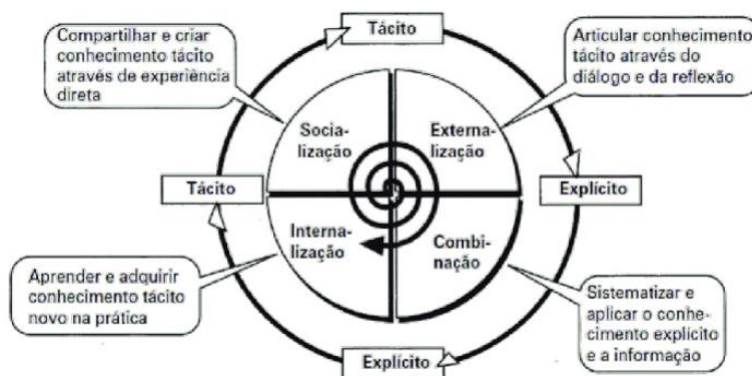 Tácito
Compartilhar e criar
conhecimento tácito
através de experiência
direta
Articular conhecimento
tácito através do
diálogo e da reflexão
Socia-
lização
Externa-
lização
Tácito
Explícito
Interna-
lização
Combi-
nação
Aprender e adquirir
conhecimento tácito
novo na prática
Sistematizar e
aplicar o conhe-
cimento explícito
e a informação
Explícito